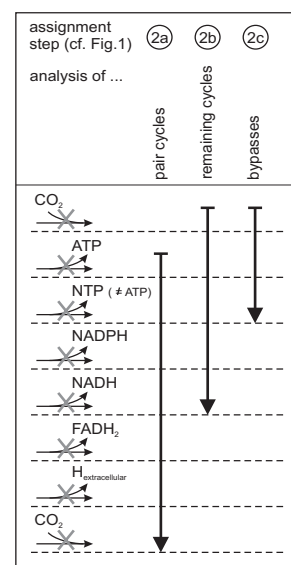 assignment
step (cf. Fig.1)
2a 2b 2c
analysis of ...
pair cycles
remaining cycles
bypasses
CO₂
ATP
NTP ( ≠ ATP)
NADPH
NADH
FADH₂
H extracellular
CO₂